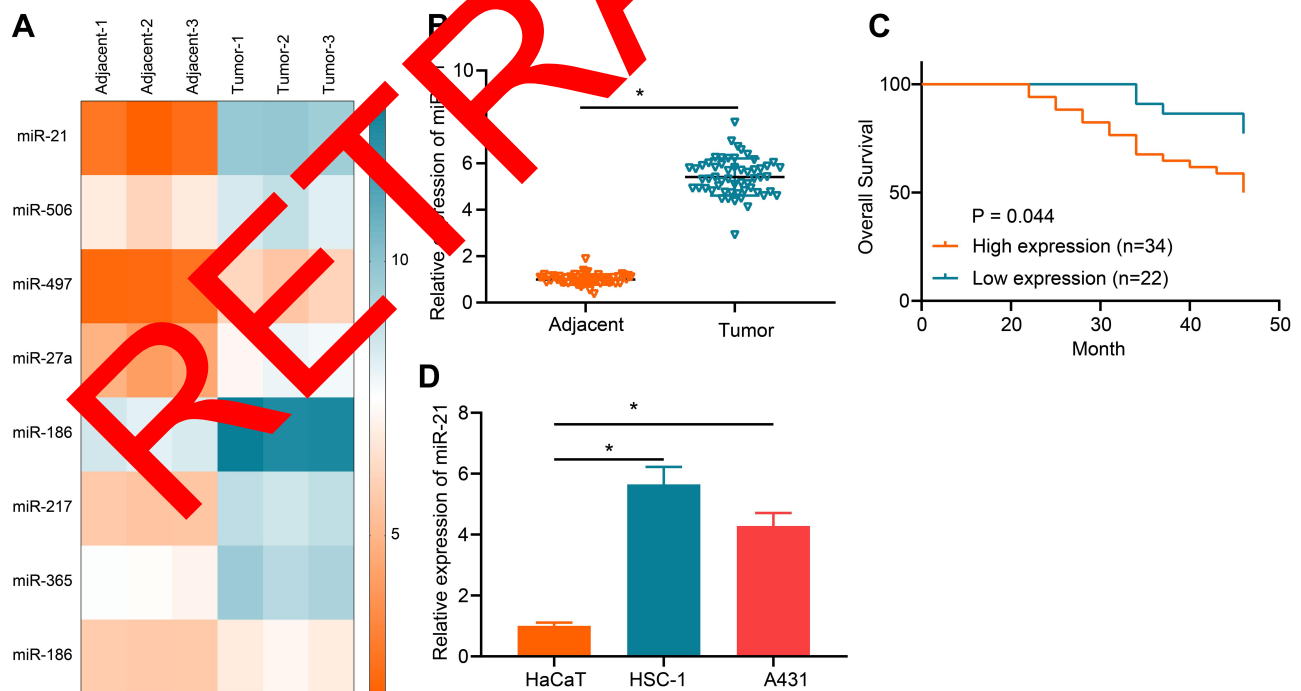 A
Adjacent-1
Adjacent-2
Adjacent-3
Tumor-1
Tumor-2
Tumor-3
miR-21
miR-506
miR-497
miR-27a
miR-186
miR-217
miR-365
miR-186
10
5
RETRA
B
Relative expression of
10
6
4
2
0
*
Adjacent
Tumor
C
Overall Survival
100
50
0
P = 0.044
High expression (n=34)
Low expression (n=22)
0
20
30
40
50
Month
D
Relative expression of miR-21
8
6
4
2
0
*
*
HaCaT
HSC-1
A431